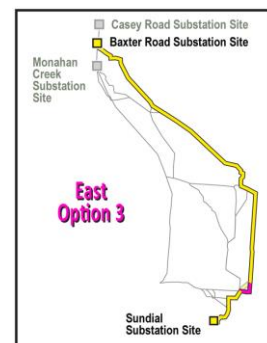 Casey Road Substation Site
Baxter Road Substation Site
Monahan
Creek
Substation
Site
East
Option 3
Sundial
Substation Site